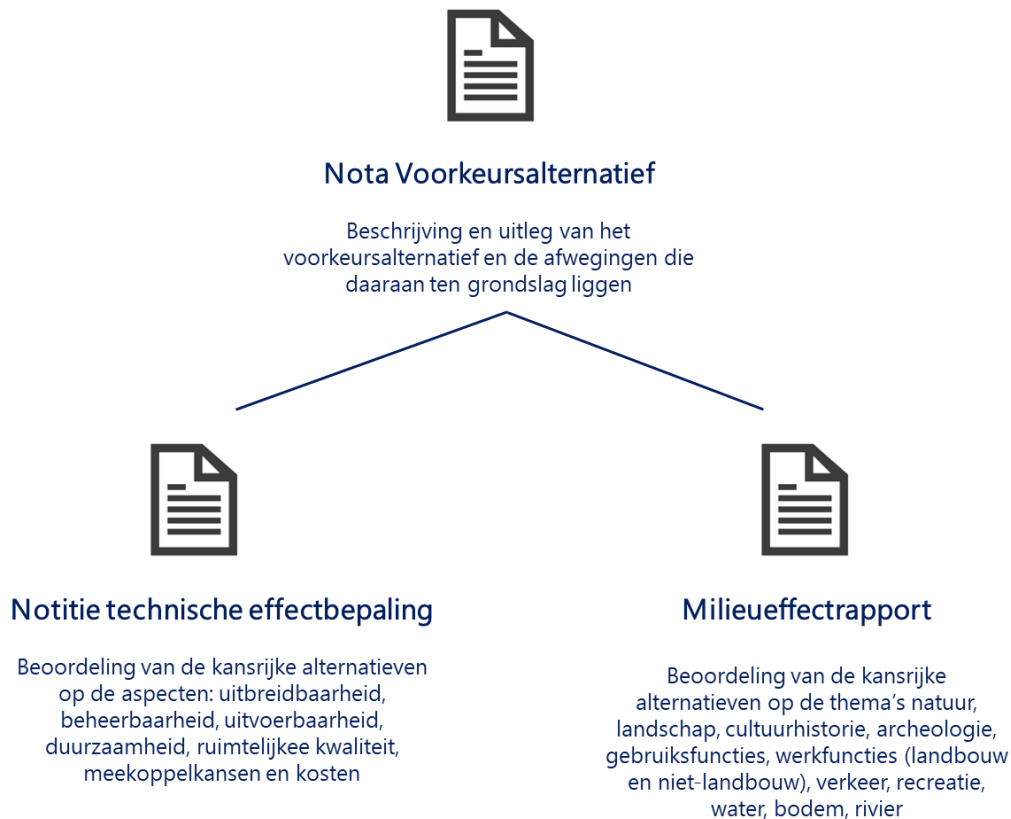 Nota Voorkeursalternatief
Beschrijving en uitleg van het
voorkeursalternatief en de afwegingen die
daaraan ten grondslag liggen
Notitie technische effectbepaling
Beoordeling van de kansrijke alternatieven
op de aspecten: uitbreidbaarheid,
beheerbaarheid, uitvoerbaarheid,
duurzaamheid, ruimtelijkee kwaliteit,
meekoppelkansen en kosten
Milieueffectrapport
Beoordeling van de kansrijke
alternatieven op de thema's natuur,
landschap, cultuurhistorie, archeologie,
gebruiksfuncties, werkfuncties (landbouw
en niet-landbouw), verkeer, recreatie,
water, bodem, rivier